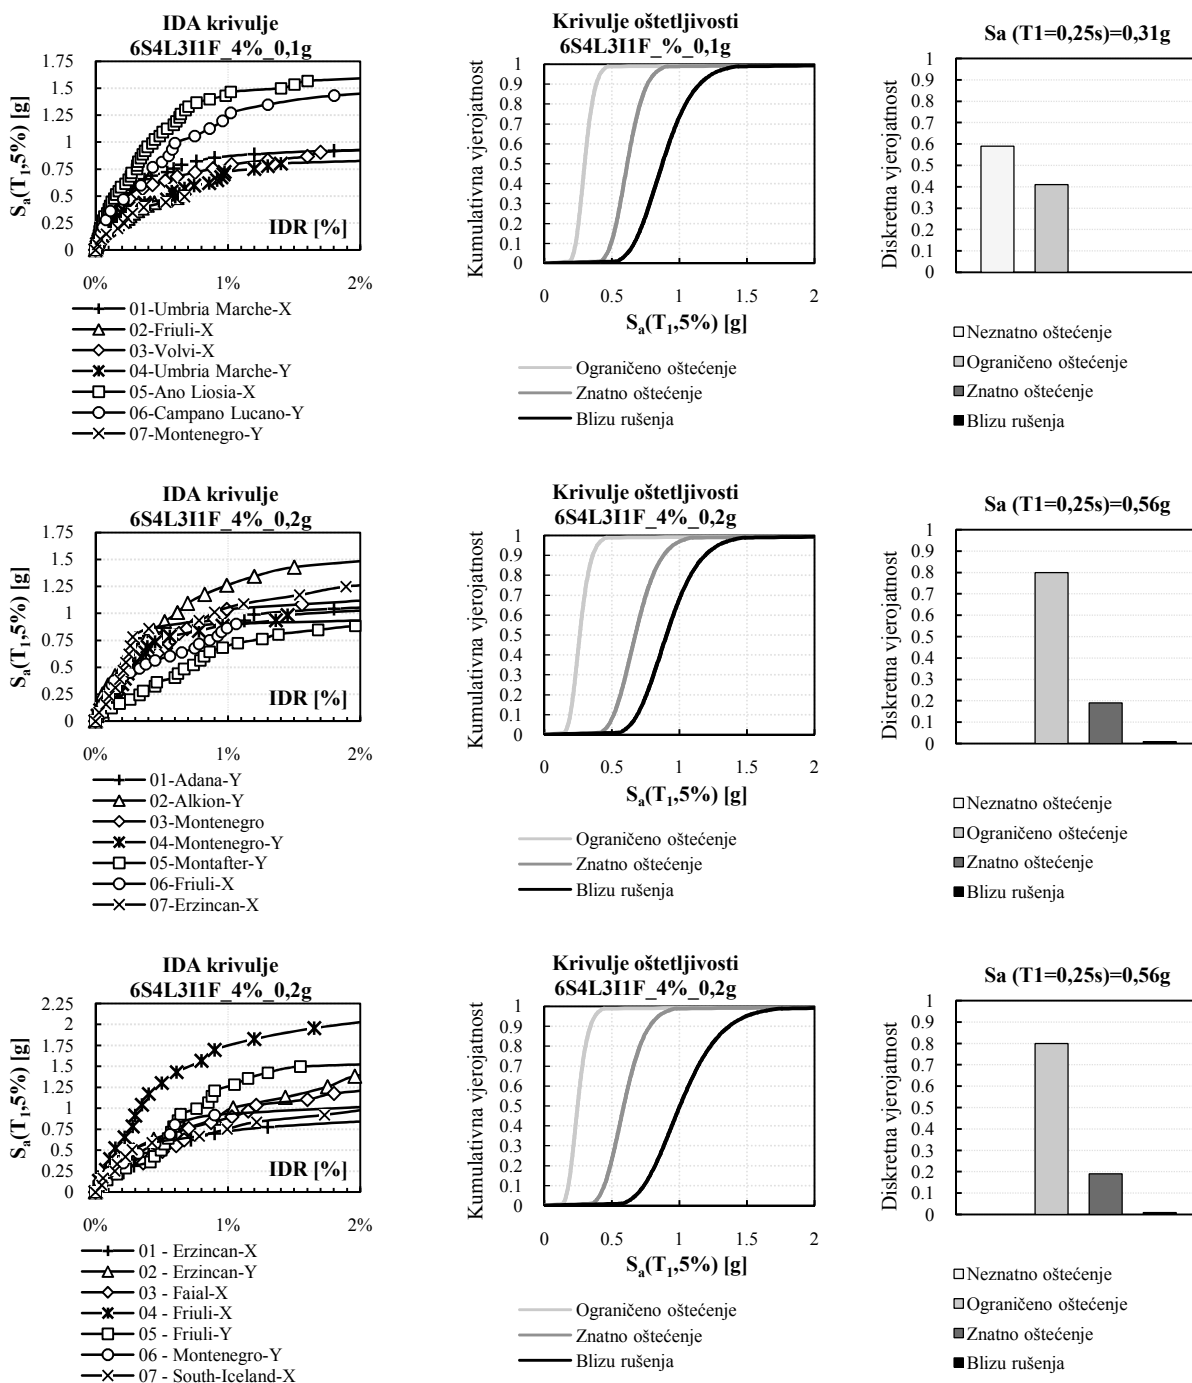 IDA krivulje
6S4L3I1F_4%_0,1g
1.75
1.5
1.25
1
0.75
0.5
0.25
0
Sa(T1,5%) [g]
IDR [%]
0% 1% 2%
01-Umbria Marche-X
02-Friuli-X
03-Volvi-X
04-Umbria Marche-Y
05-Ano Liosia-X
06-Campano Lucano-Y
07-Montenegro-Y
Krivulje oštetljivosti
6S4L3I1F_%_0,1g
Kumulativna vjerojatnost
1
0.9
0.8
0.7
0.6
0.5
0.4
0.3
0.2
0.1
0
0 0.5 1 1.5 2
Sa(T1,5%) [g]
Ograničeno oštećenje
Znatno oštećenje
Blizu rušenja
Sa (T1=0,25s)=0,31g
Diskretna vjerojatnost
1
0.9
0.8
0.7
0.6
0.5
0.4
0.3
0.2
0.1
0
Neznatno oštećenje
Ograničeno oštećenje
Znatno oštećenje
Blizu rušenja
IDA krivulje
6S4L3I1F_4%_0,2g
1.75
1.5
1.25
1
0.75
0.5
0.25
0
Sa(T1,5%) [g]
IDR [%]
0% 1% 2%
01-Adana-Y
02-Alkion-Y
03-Montenegro
04-Montenegro-Y
05-Montafter-Y
06-Friuli-X
07-Erzincan-X
Krivulje oštetljivosti
6S4L3I1F_4%_0,2g
Kumulativna vjerojatnost
1
0.9
0.8
0.7
0.6
0.5
0.4
0.3
0.2
0.1
0
0 0.5 1 1.5 2
Sa(T1,5%) [g]
Ograničeno oštećenje
Znatno oštećenje
Blizu rušenja
Sa (T1=0,25s)=0,56g
Diskretna vjerojatnost
1
0.9
0.8
0.7
0.6
0.5
0.4
0.3
0.2
0.1
0
Neznatno oštećenje
Ograničeno oštećenje
Znatno oštećenje
Blizu rušenja
IDA krivulje
6S4L3I1F_4%_0,2g
2.25
2
1.75
1.5
1.25
1
0.75
0.5
0.25
0
Sa(T1,5%) [g]
IDR [%]
0% 1% 2%
01 - Erzincan-X
02 - Erzincan-Y
03 - Faial-X
04 - Friuli-X
05 - Friuli-Y
06 - Montenegro-Y
07 - South-Iceland-X
Krivulje oštetljivosti
6S4L3I1F_4%_0,2g
Kumulativna vjerojatnost
1
0.9
0.8
0.7
0.6
0.5
0.4
0.3
0.2
0.1
0
0 0.5 1 1.5 2
Sa(T1,5%) [g]
Ograničeno oštećenje
Znatno oštećenje
Blizu rušenja
Sa (T1=0,25s)=0,56g
Diskretna vjerojatnost
1
0.9
0.8
0.7
0.6
0.5
0.4
0.3
0.2
0.1
0
Neznatno oštećenje
Ograničeno oštećenje
Znatno oštećenje
Blizu rušenja